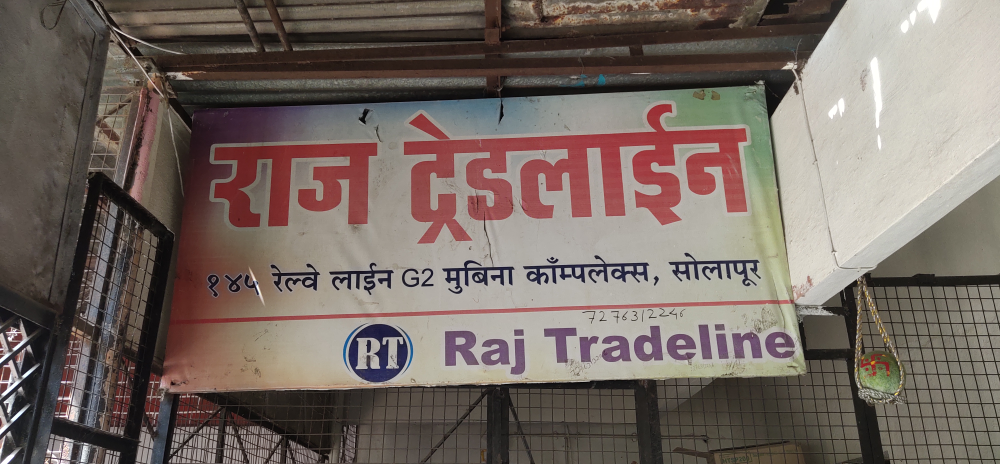 राज ट्रेडलाईन
१४५ रेल्वे लाईन G2 मुबिना कॉम्पलेक्स, सोलापूर
7276312246
RT Raj Tradeline